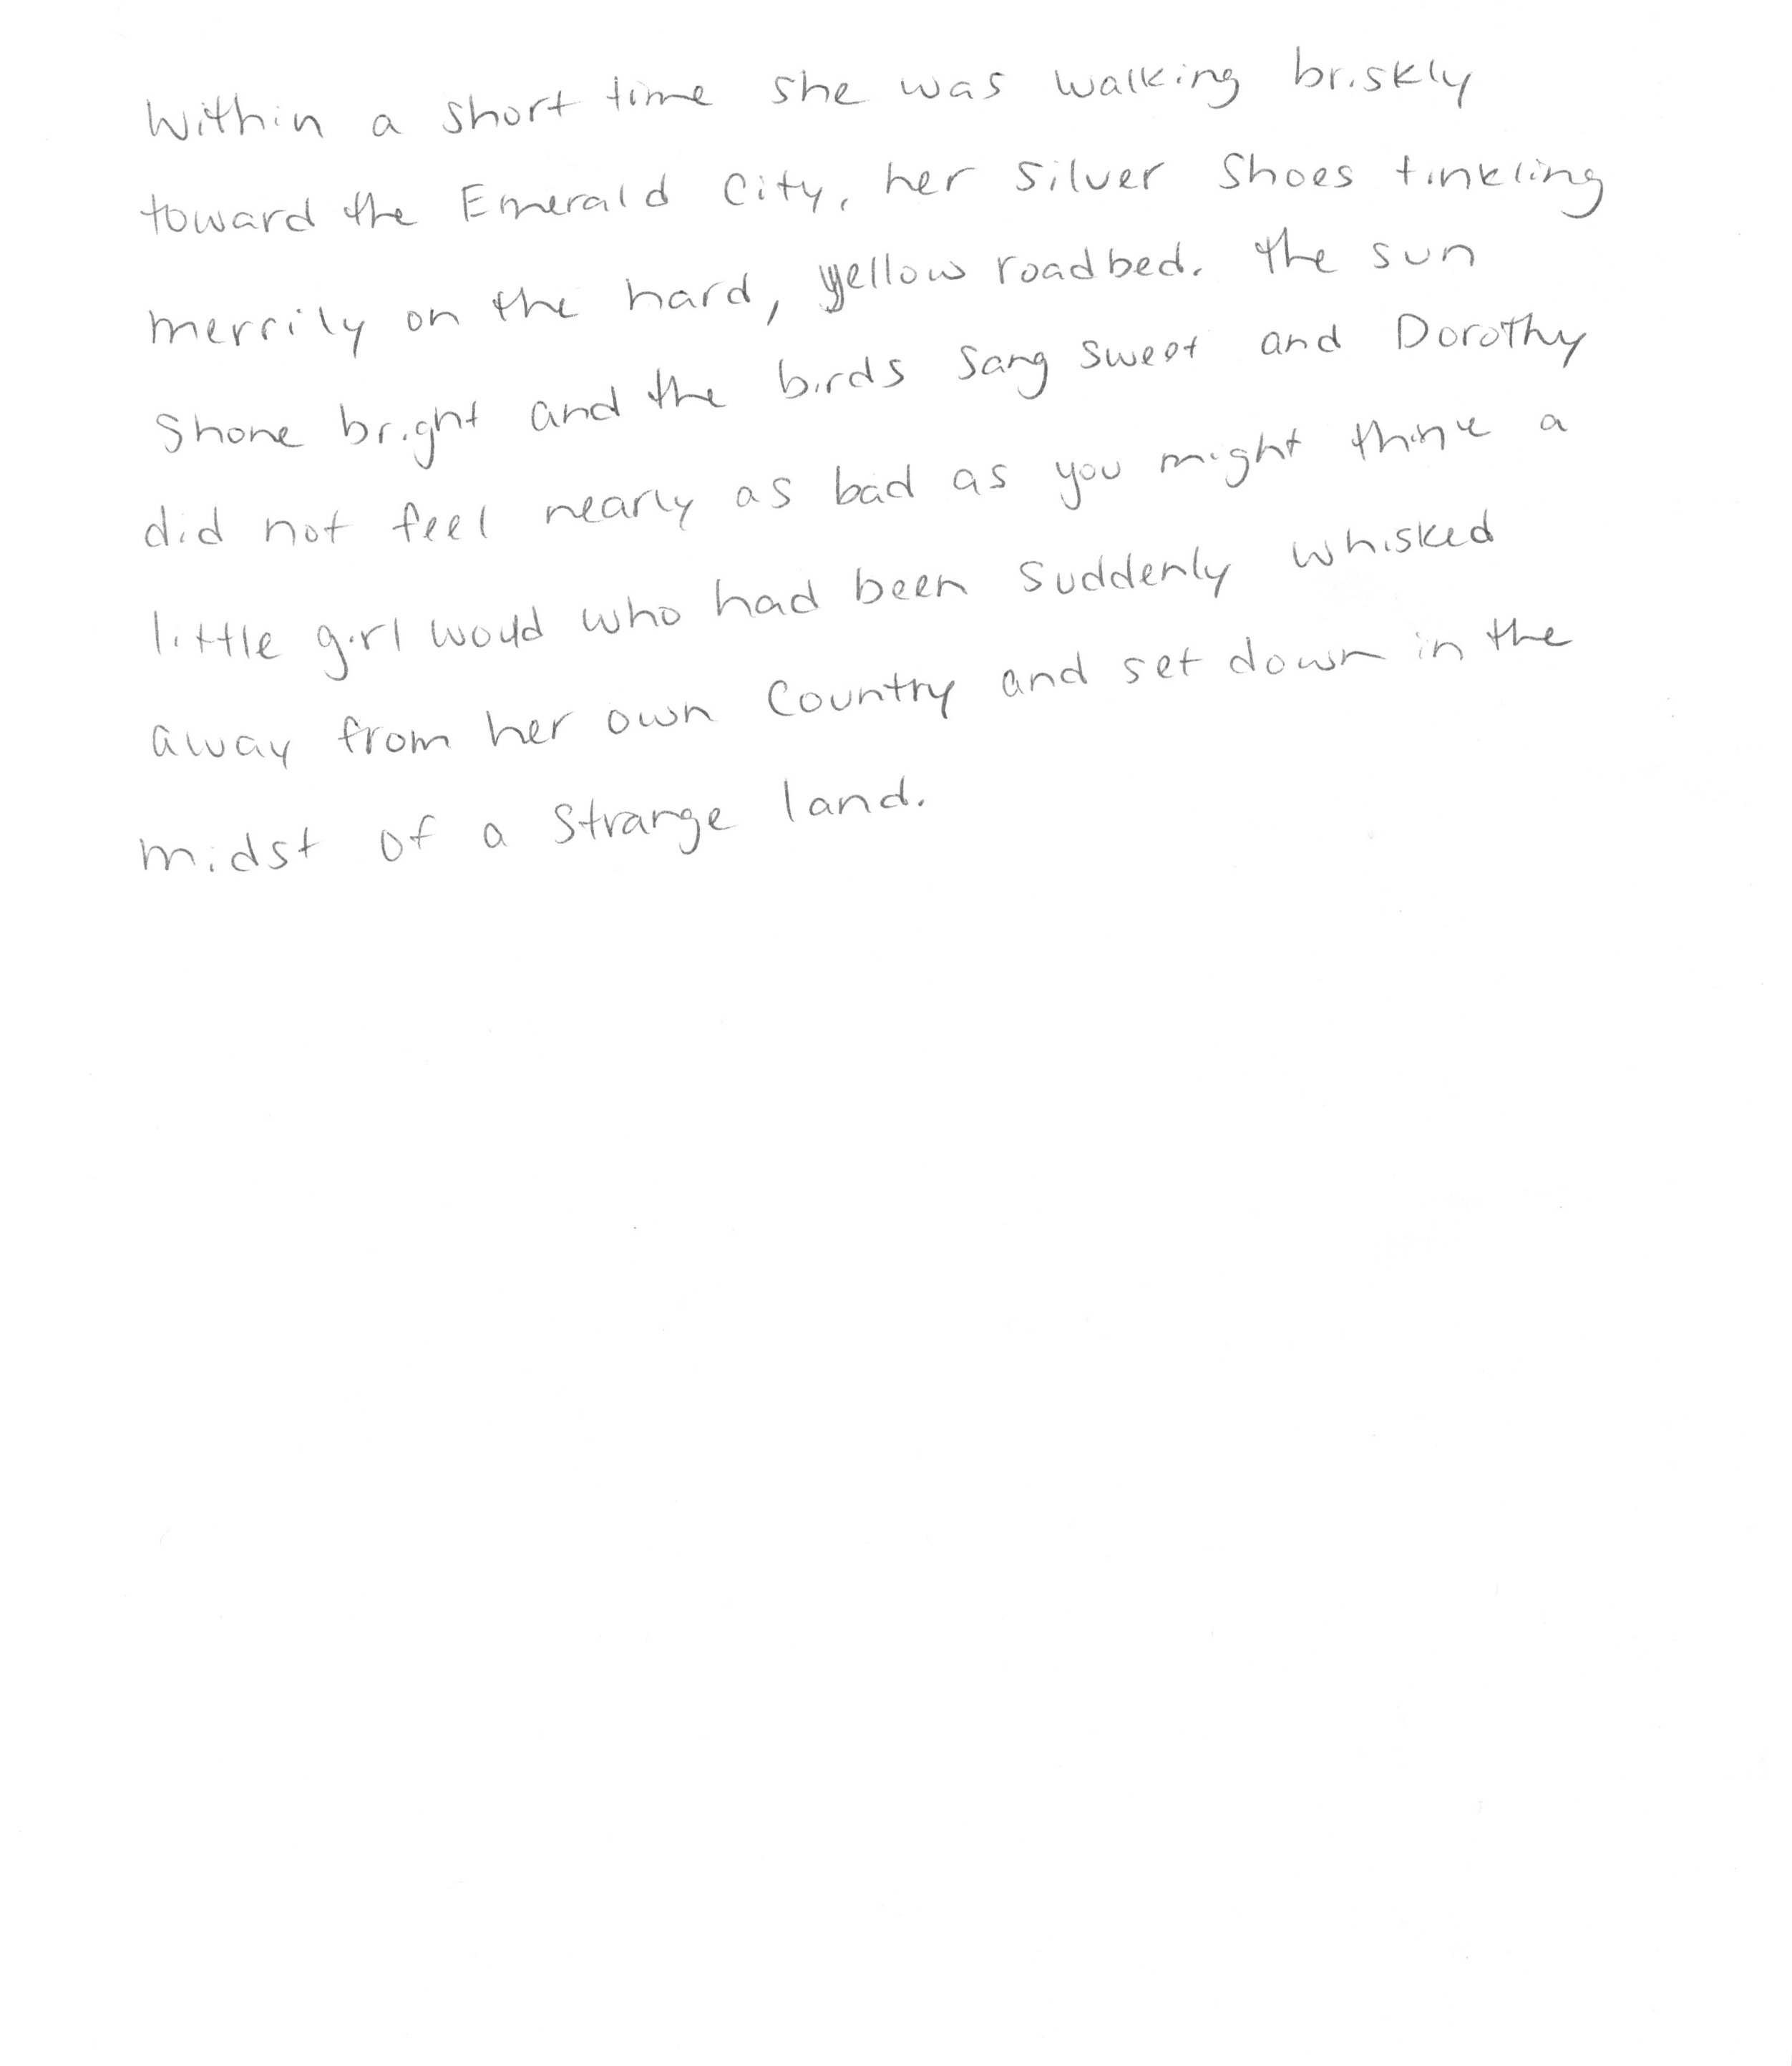 Within a short time she was walking briskly
toward the Emerald City, her Silver Shoes tinkling
merrily on the hard, yellow roadbed. The sun
shone bright and the birds sang sweet and Dorothy
did not feel nearly as bad as you might think a
little girl would who had been suddenly whisked
away from her own country and set down in the
midst of a strange land.